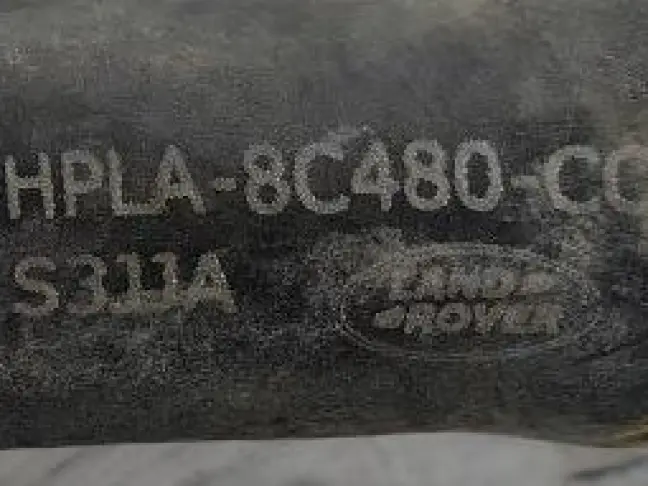 HPLA-8C480-CC
S311A
LAND
ROVER